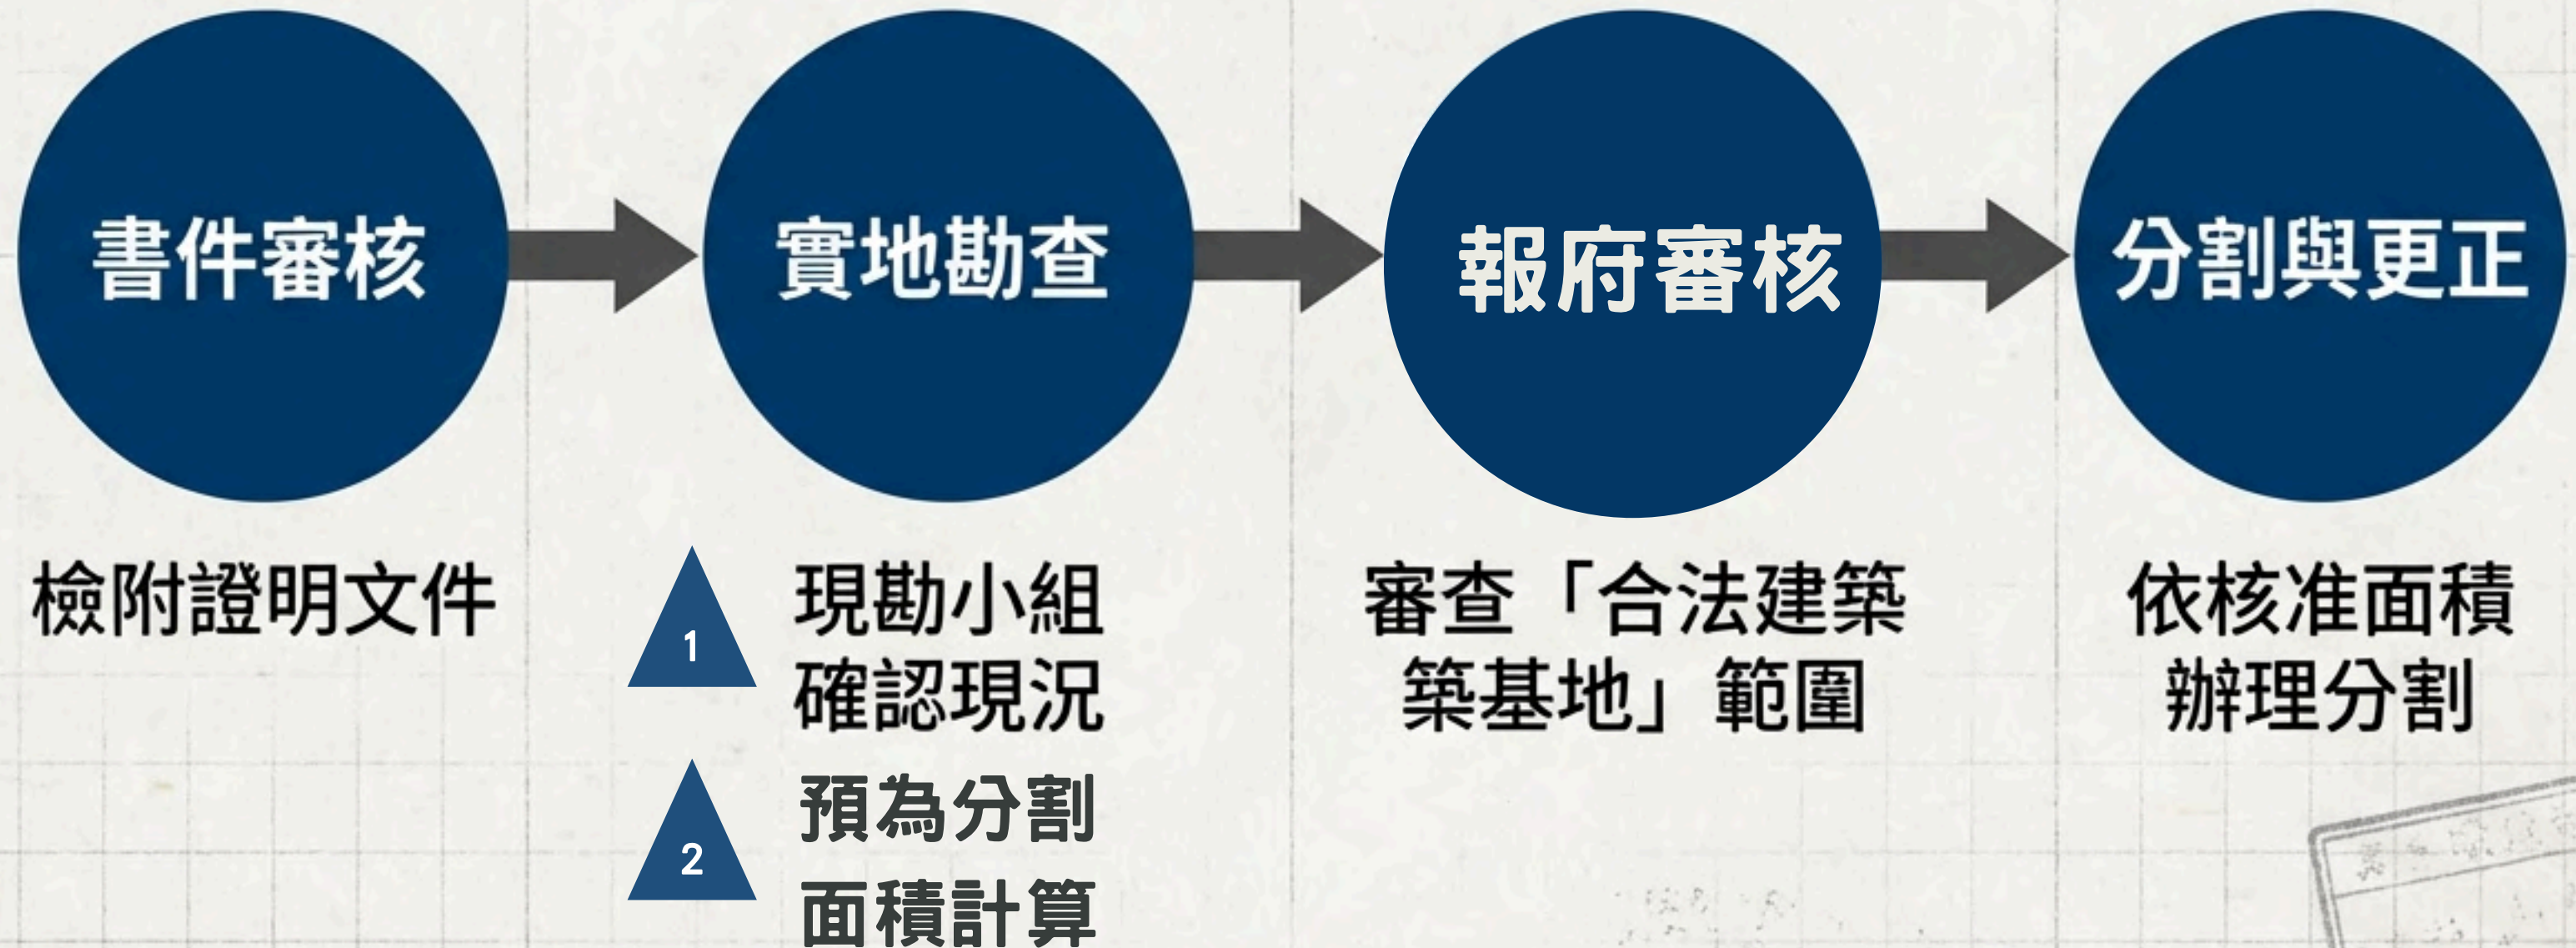 書件審核
檢附證明文件
實地勘查
1
現勘小組
確認現況
2
預為分割
面積計算
報府審核
審查「合法建築
築基地」範圍
分割與更正
依核准面積
辦理分割